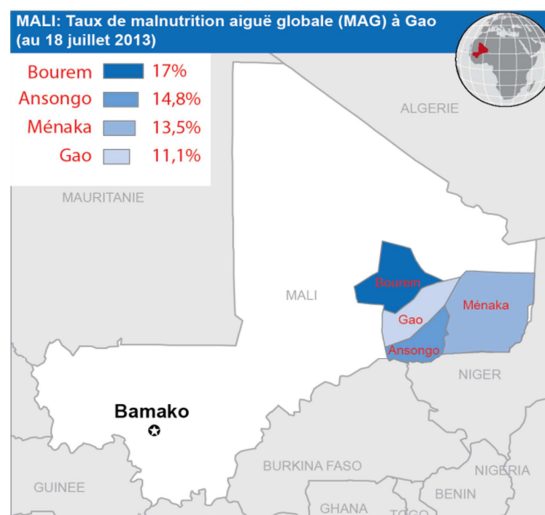 MALI: Taux de malnutrition aiguë globale (MAG) à Gao
(au 18 juillet 2013)
Bourem 17%
Ansongo 14,8%
Ménaka 13,5%
Gao 11,1%
ALGERIE
MAURITANIE
Bourem
MALI
Ménaka
Gao
Ansongo
NIGER
Bamako
BURKINA FASO
NIGERIA
GUINEE
BENIN
GHANA
TOGO